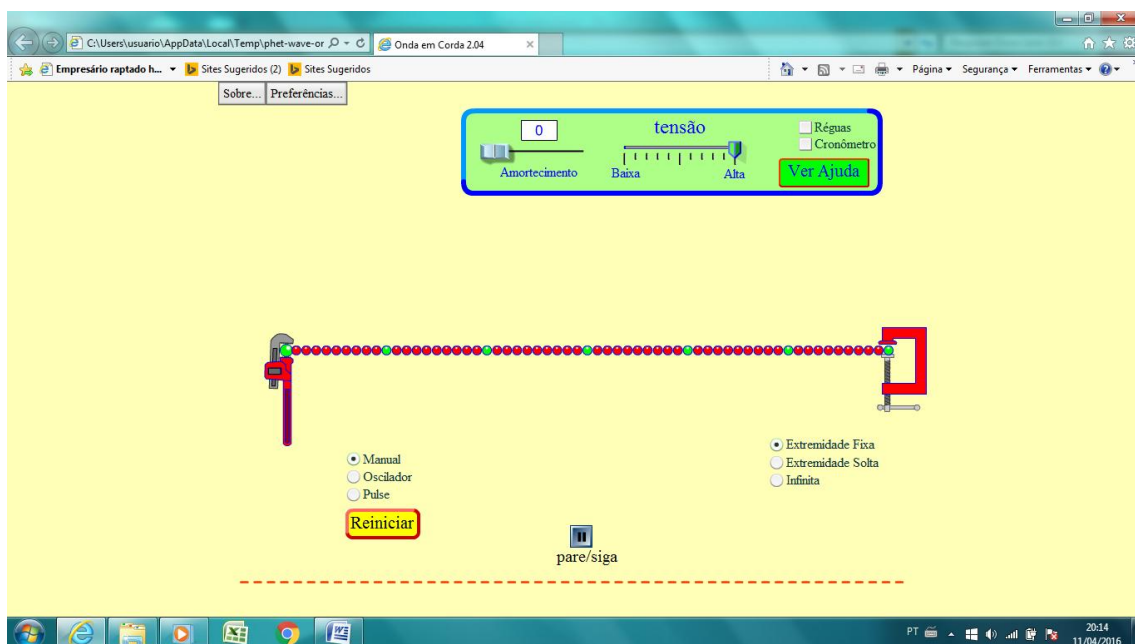 C:\Users\usuario\AppData\Local\Temp\phet-wave-or
Onda em Corda 2.04
Empresário raptado h...
Sites Sugeridos (2)
Sites Sugeridos
Página
Segurança
Ferramentas
Sobre...
Preferências...
0
tensão
Réguas
Cronômetro
Amortecimento
Baixa
Alta
Ver Ajuda
Manual
Oscilador
Pulse
Reiniciar
Extremidade Fixa
Extremidade Solta
Infinita
pare/siga
PT
20:14
11/04/2016